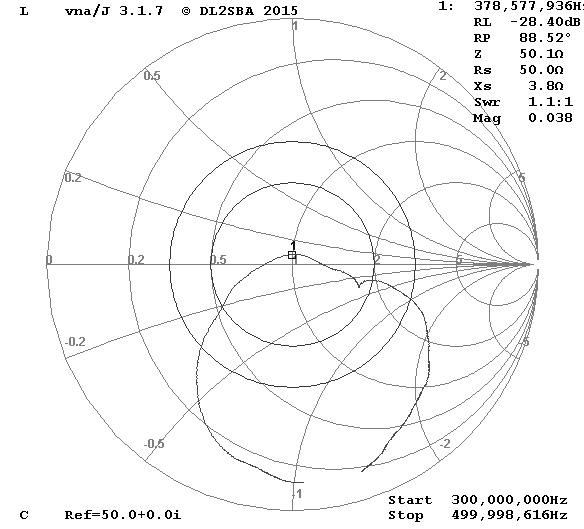 L vna/J 3.1.7 © DL2SBA 2015
1: 378,577,936Hz
RL -28.40dB
RP 88.52°
Z 50.1Ω
Rs 50.0Ω
Xs 3.8Ω
Swr 1.1:1
Mag 0.038
1
0.5 2
0.2 5
1
0 0.2 0.5 1 2 5
-0.2 -5
-0.5 -2
-1
Start 300,000,000Hz
C Ref=50.0+0.0i Stop 499,998,616Hz